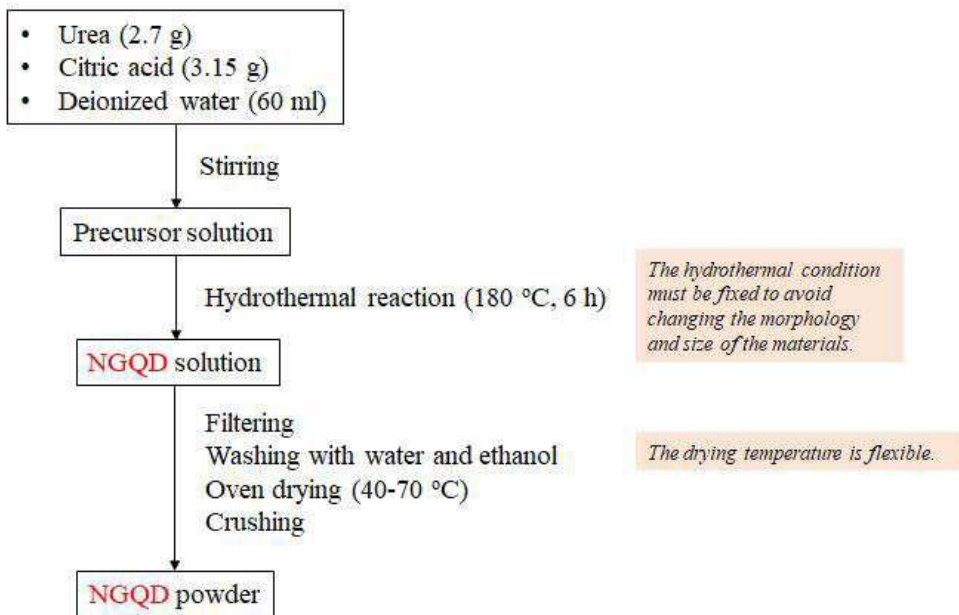 • Urea (2.7 g)
• Citric acid (3.15 g)
• Deionized water (60 ml)
Stirring
Precursor solution
Hydrothermal reaction (180 °C, 6 h)
The hydrothermal condition
must be fixed to avoid
changing the morphology
and size of the materials.
NGQD solution
Filtering
Washing with water and ethanol
Oven drying (40-70 °C)
Crushing
The drying temperature is flexible.
NGQD powder